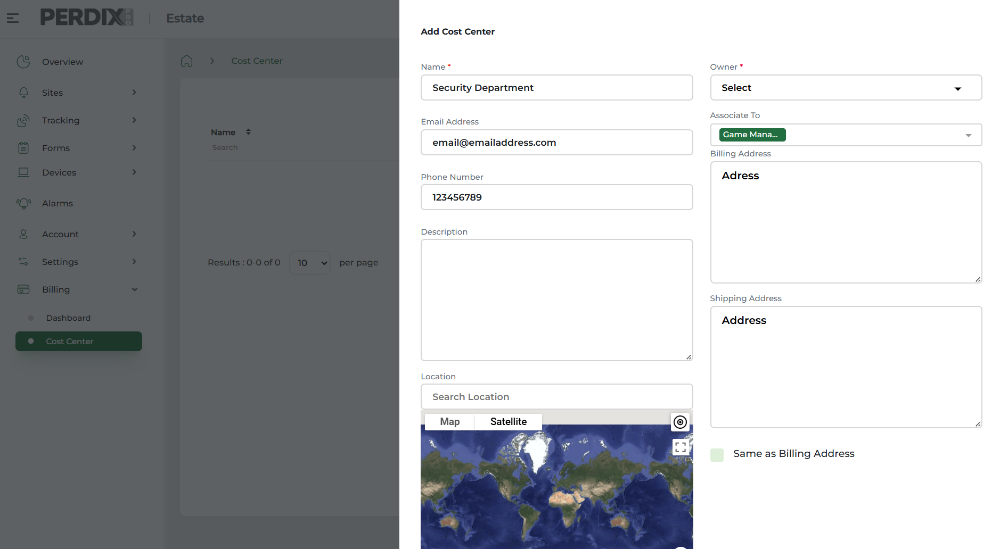 PERDIX PRO
Estate
Overview
Sites
Tracking
Forms
Devices
Alarms
Account
Settings
Billing
Dashboard
Cost Center
Cost Center
Name
Search
Results : 0-0 of 0
10
per page
Add Cost Center
Name *
Security Department
Email Address
email@emailaddress.com
Phone Number
123456789
Description
Location
Search Location
Map
Satellite
Owner *
Select
Associate To
Game Mana...
Billing Address
Adress
Shipping Address
Address
Same as Billing Address